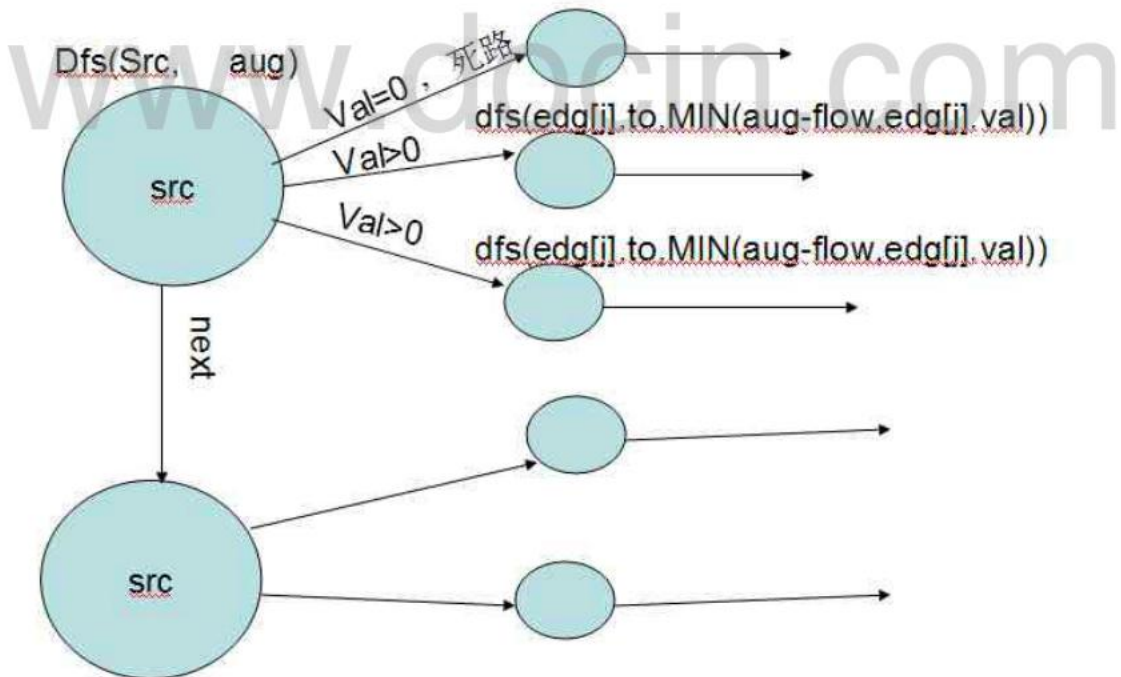 www.docin.com
Dfs(Src, aug)
Val=0，死路
dfs(edg[j].to,MIN(aug-flow,edg[j].val))
Val>0
src
Val>0
dfs(edg[j].to,MIN(aug-flow,edg[j].val))
next
src